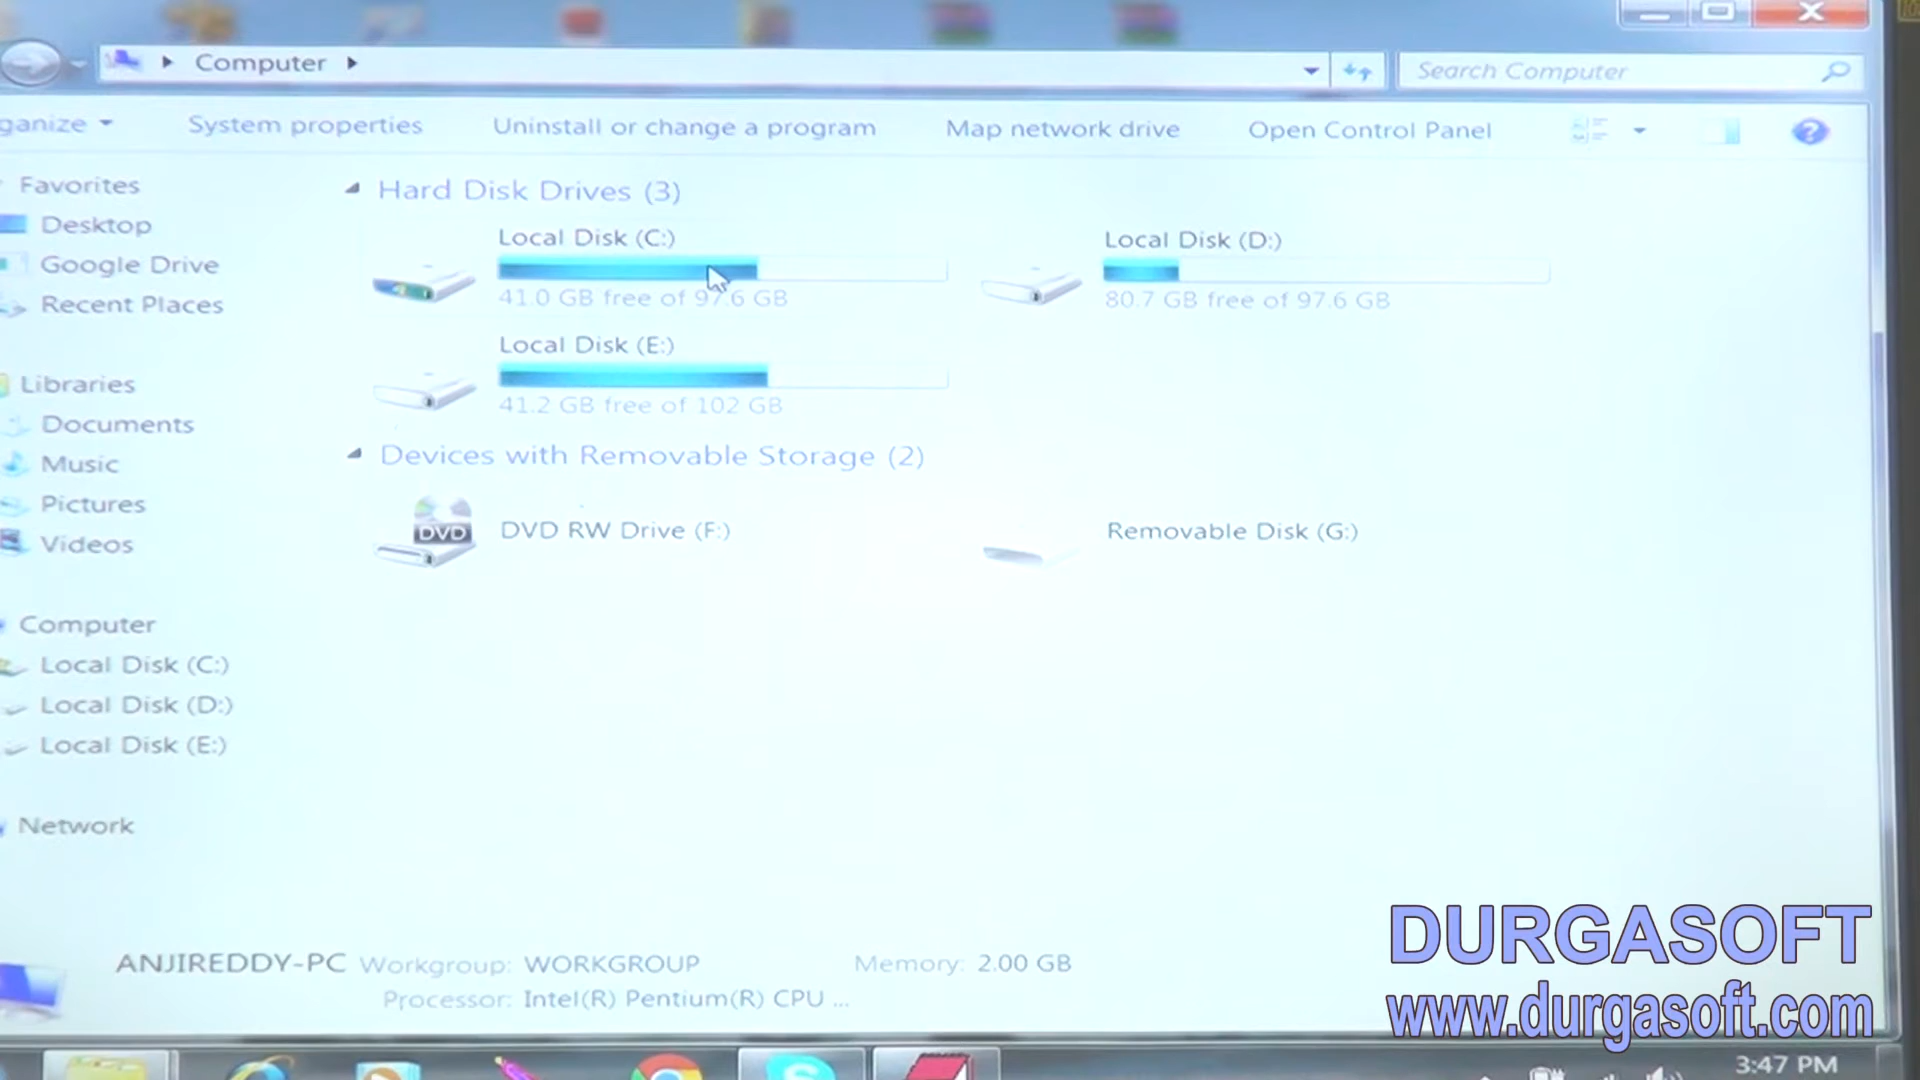 Computer
Search Computer
ganize
System properties
Uninstall or change a program
Map network drive
Open Control Panel
Favorites
Desktop
Google Drive
Recent Places
Libraries
Documents
Music
Pictures
Videos
Computer
Local Disk (C:)
Local Disk (D:)
Local Disk (E:)
Network
Hard Disk Drives (3)
Local Disk (C:)
41.0 GB free of 97.6 GB
Local Disk (D:)
80.7 GB free of 97.6 GB
Local Disk (E:)
41.2 GB free of 102 GB
Devices with Removable Storage (2)
DVD
DVD RW Drive (F:)
Removable Disk (G:)
ANJIREDDY-PC Workgroup: WORKGROUP Memory: 2.00 GB
Processor: Intel(R) Pentium(R) CPU ...
DURGASOFT
www.durgasoft.com
3:47 PM